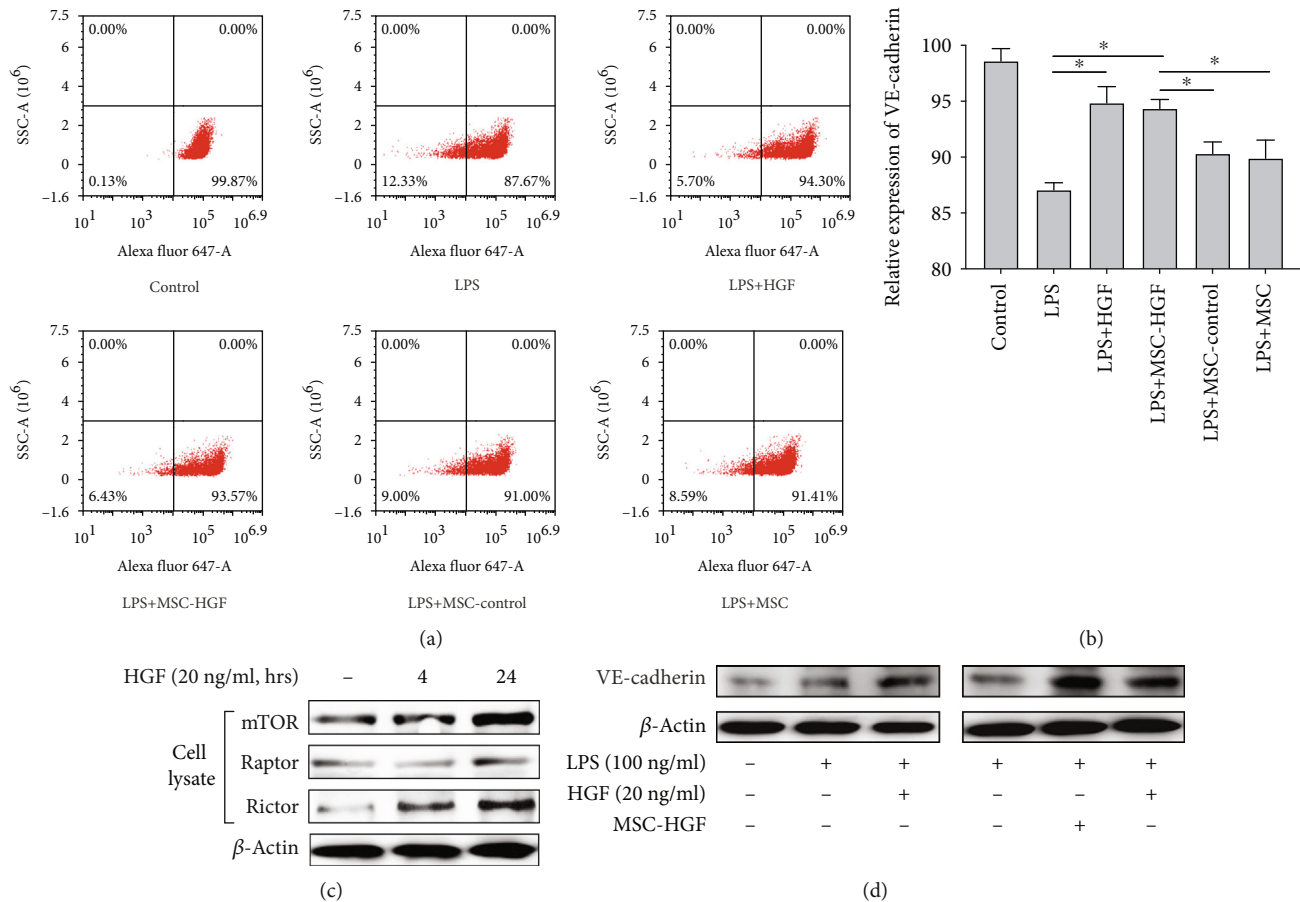 7.5
6
4
2
0
–1.6
SSC-A (10^6)
0.00% 0.00%
0.13% 99.87%
10^1 10^3 10^5 10^6.9
Alexa fluor 647-A
Control
7.5
6
4
2
0
–1.6
SSC-A (10^6)
0.00% 0.00%
12.33% 87.67%
10^1 10^3 10^5 10^6.9
Alexa fluor 647-A
LPS
7.5
6
4
2
0
–1.6
SSC-A (10^6)
0.00% 0.00%
5.70% 94.30%
10^1 10^3 10^5 10^6.9
Alexa fluor 647-A
LPS+HGF
7.5
6
4
2
0
–1.6
SSC-A (10^6)
0.00% 0.00%
6.43% 93.57%
10^1 10^3 10^5 10^6.9
Alexa fluor 647-A
LPS+MSC-HGF
7.5
6
4
2
0
–1.6
SSC-A (10^6)
0.00% 0.00%
9.00% 91.00%
10^1 10^3 10^5 10^6.9
Alexa fluor 647-A
LPS+MSC-control
7.5
6
4
2
0
–1.6
SSC-A (10^6)
0.00% 0.00%
8.59% 91.41%
10^1 10^3 10^5 10^6.9
Alexa fluor 647-A
LPS+MSC
(a)
Relative expression of VE-cadherin
100
95
90
85
80
* * * *
Control
LPS
LPS+HGF
LPS+MSC-HGF
LPS+MSC-control
LPS+MSC
(b)
HGF (20 ng/ml, hrs) – 4 24
Cell
lysate
mTOR
Raptor
Rictor
β-Actin
(c)
VE-cadherin
β-Actin
LPS (100 ng/ml) – + + + + +
HGF (20 ng/ml) – – + – – +
MSC-HGF – – – – + –
(d)